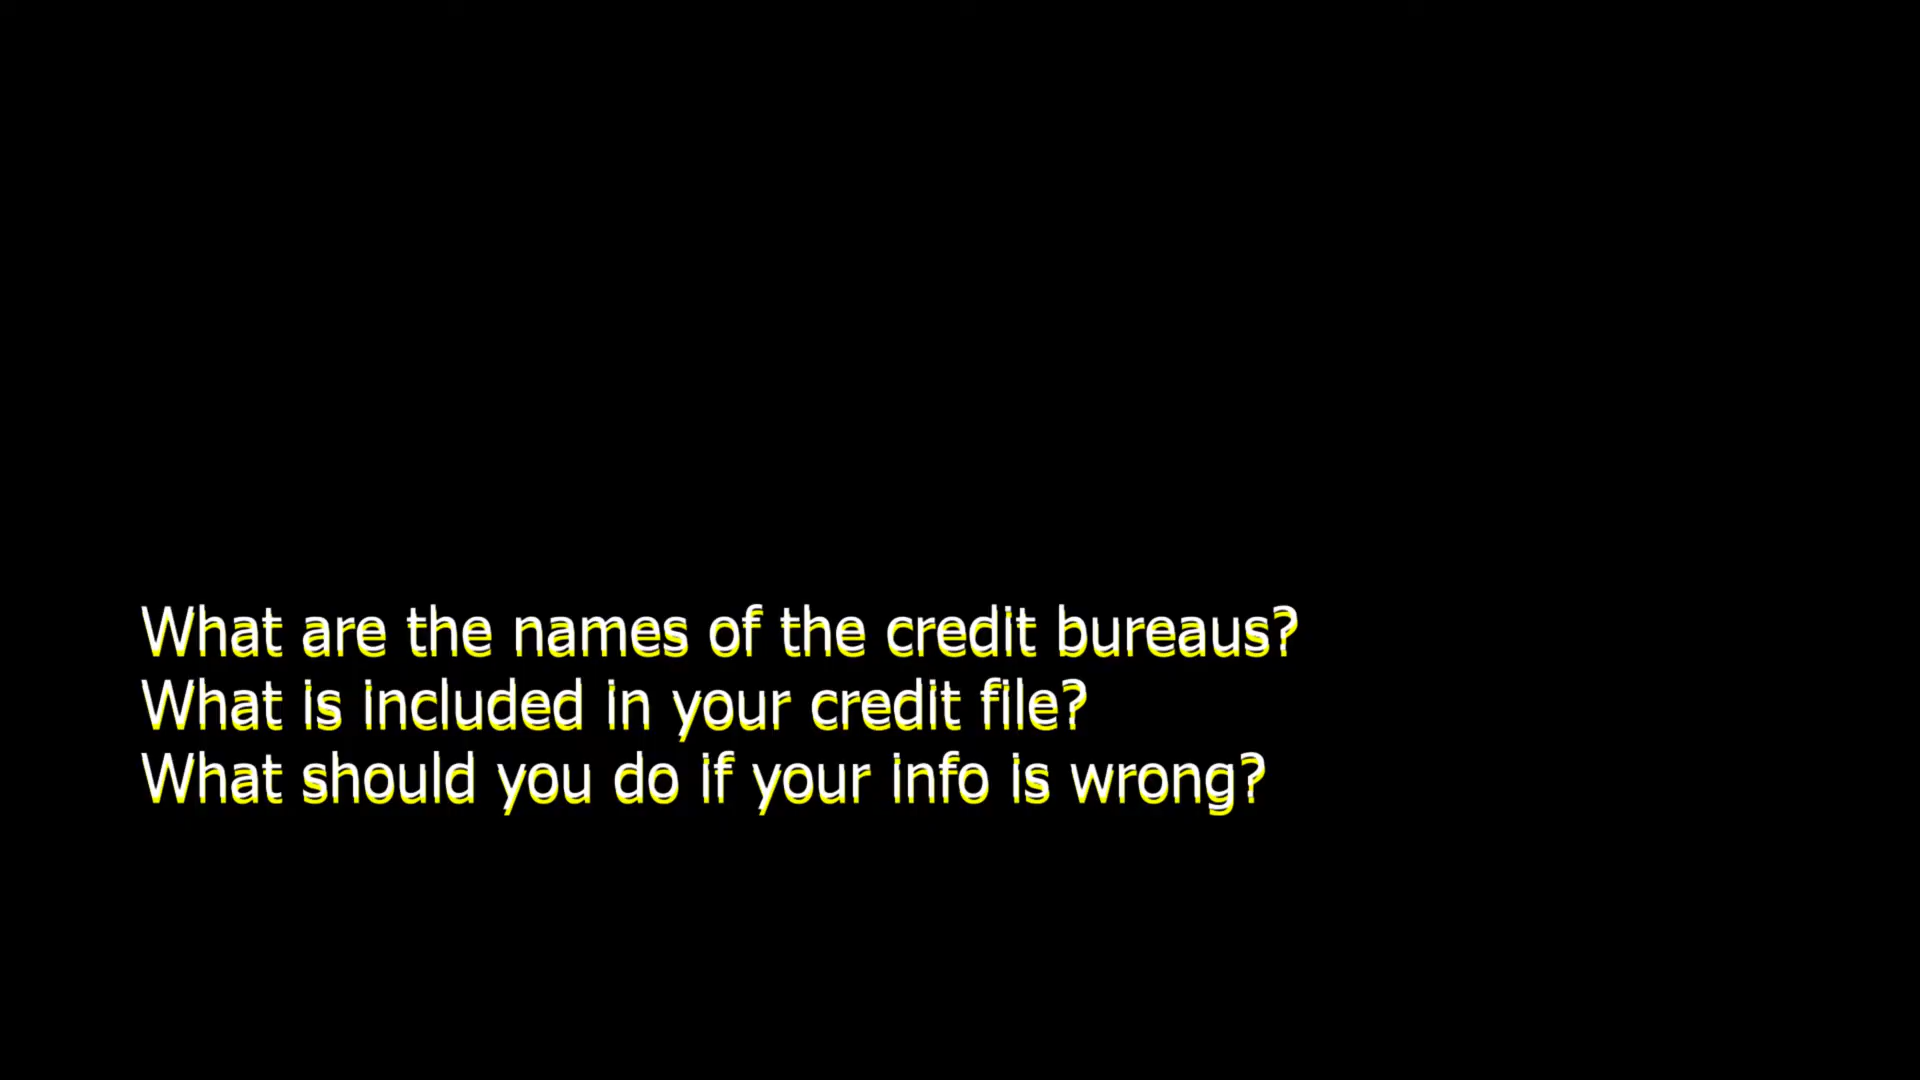 What are the names of the credit bureaus?
What is included in your credit file?
What should you do if your info is wrong?